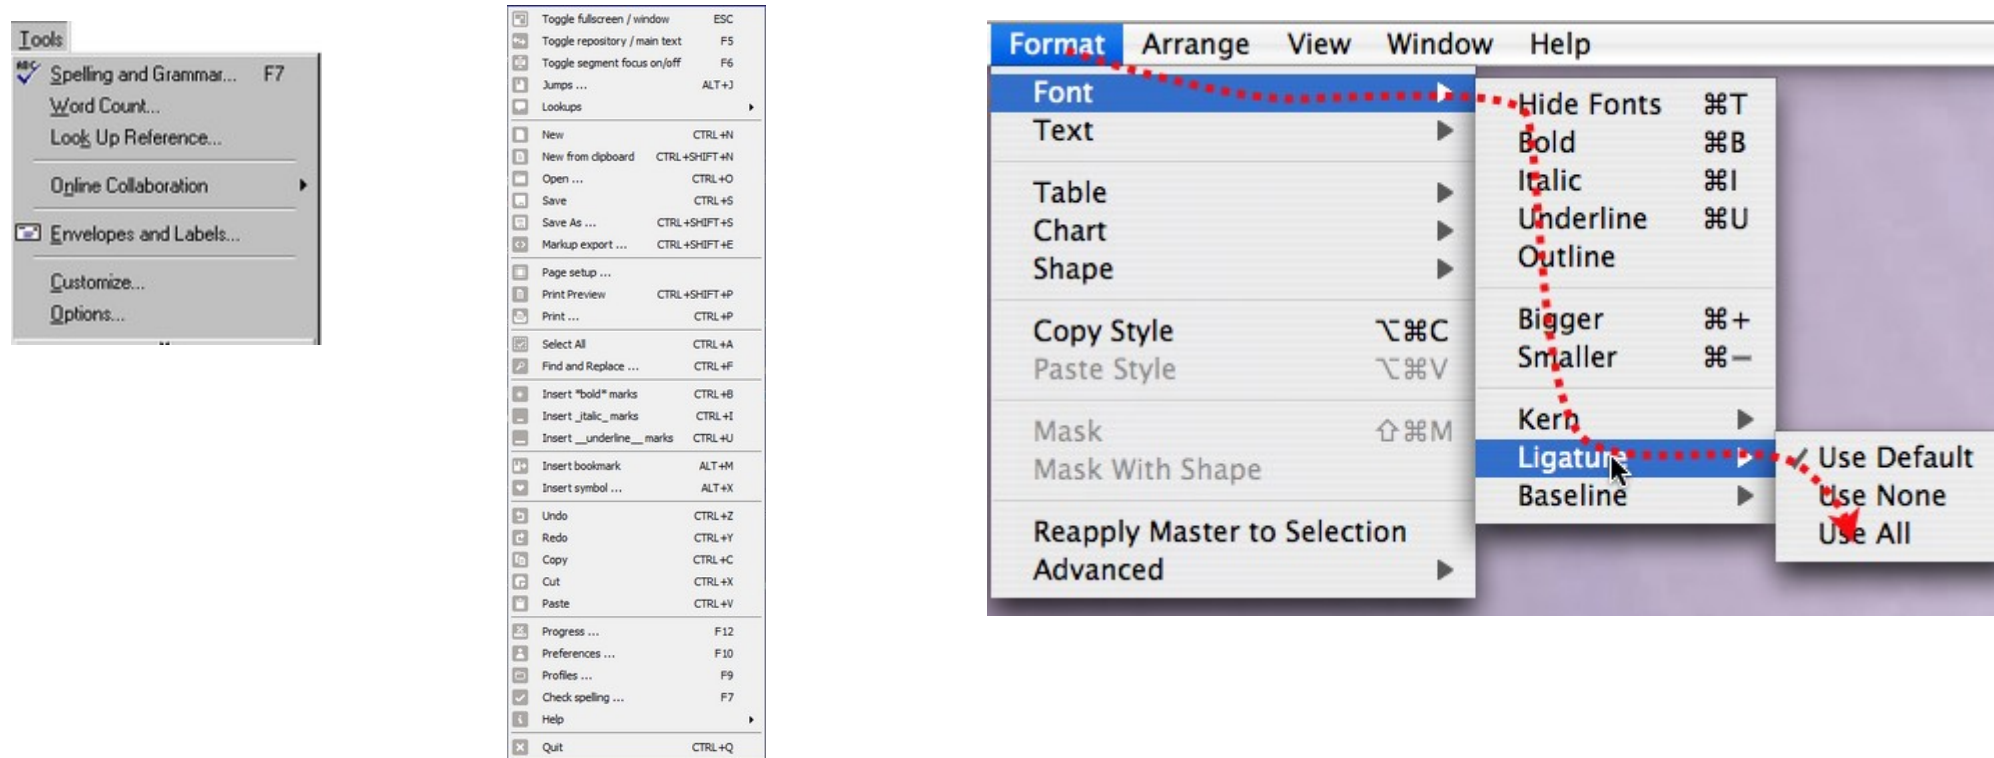 Tools
ABC Spelling and Grammar... F7
Word Count...
Look Up Reference...
Online Collaboration
Envelopes and Labels...
Customize...
Options...
Toggle fullscreen / window ESC
Toggle repository / main text F5
Toggle segment focus on/off F6
Jumps ... ALT+J
Lookups
New CTRL+N
New from clipboard CTRL+SHIFT+N
Open ... CTRL+O
Save CTRL+S
Save As ... CTRL+SHIFT+S
Markup export ... CTRL+SHIFT+E
Page setup ...
Print Preview CTRL+SHIFT+P
Print ... CTRL+P
Select All CTRL+A
Find and Replace ... CTRL+F
Insert *bold* marks CTRL+B
Insert _italic_ marks CTRL+I
Insert __underline__ marks CTRL+U
Insert bookmark ALT+M
Insert symbol ... ALT+X
Undo CTRL+Z
Redo CTRL+Y
Copy CTRL+C
Cut CTRL+X
Paste CTRL+V
Progress ... F12
Preferences ... F10
Profiles ... F9
Check spelling ... F7
Help
Quit CTRL+Q
Format Arrange View Window Help
Font
Text
Table
Chart
Shape
Copy Style ⌥⌘C
Paste Style ⌥⌘V
Mask ⇧⌘M
Mask With Shape
Reapply Master to Selection
Advanced
Hide Fonts ⌘T
Bold ⌘B
Italic ⌘I
Underline ⌘U
Outline
Bigger ⌘+
Smaller ⌘−
Kern
Ligature
Baseline
✓ Use Default
Use None
Use All